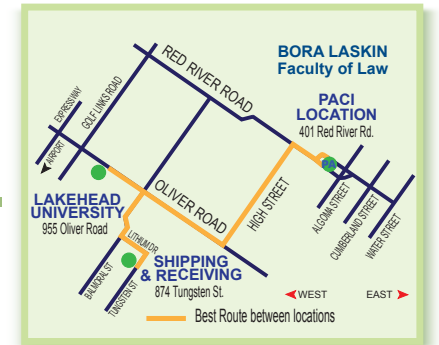 BORA LASKIN
Faculty of Law
RED RIVER ROAD
PACI
LOCATION
401 Red River Rd.
EXPRESSWAY
GOLF LINKS ROAD
AIRPORT
PA
LAKEHEAD
UNIVERSITY
955 Oliver Road
OLIVER ROAD
HIGH STREET
ALGOMA STREET
CUMBERLAND STREET
WATER STREET
LITHIUM DR
BALMORAL ST
TUNGSTEN ST
SHIPPING
& RECEIVING
874 Tungsten St.
WEST
EAST
Best Route between locations